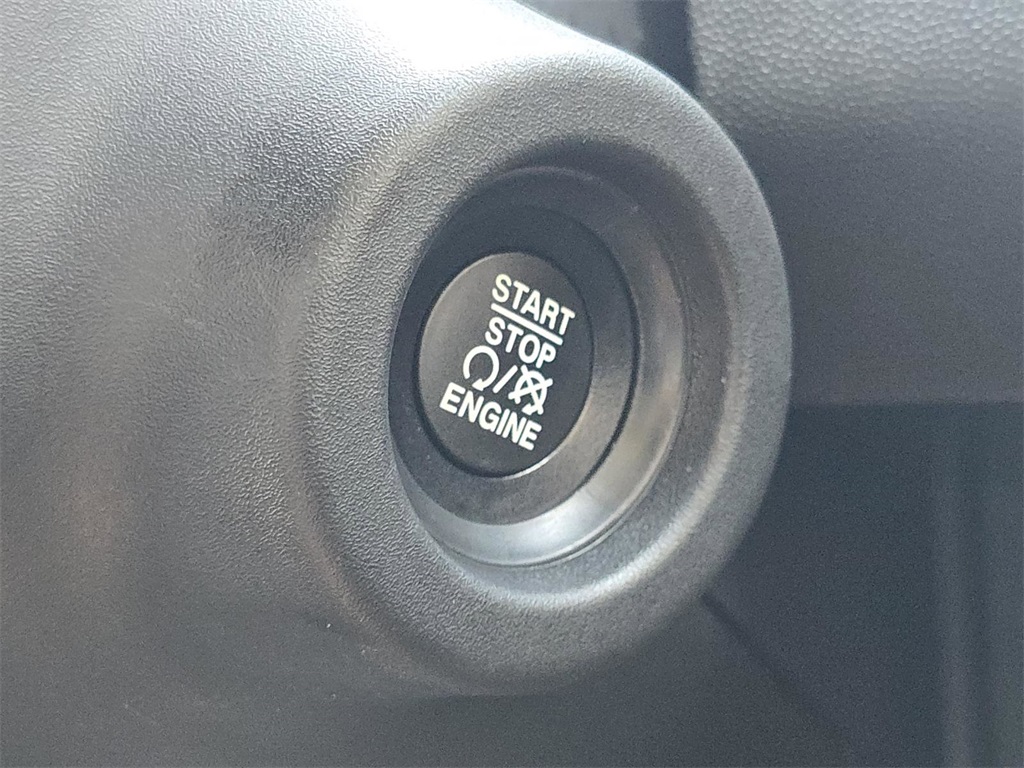 START
STOP
/
ENGINE